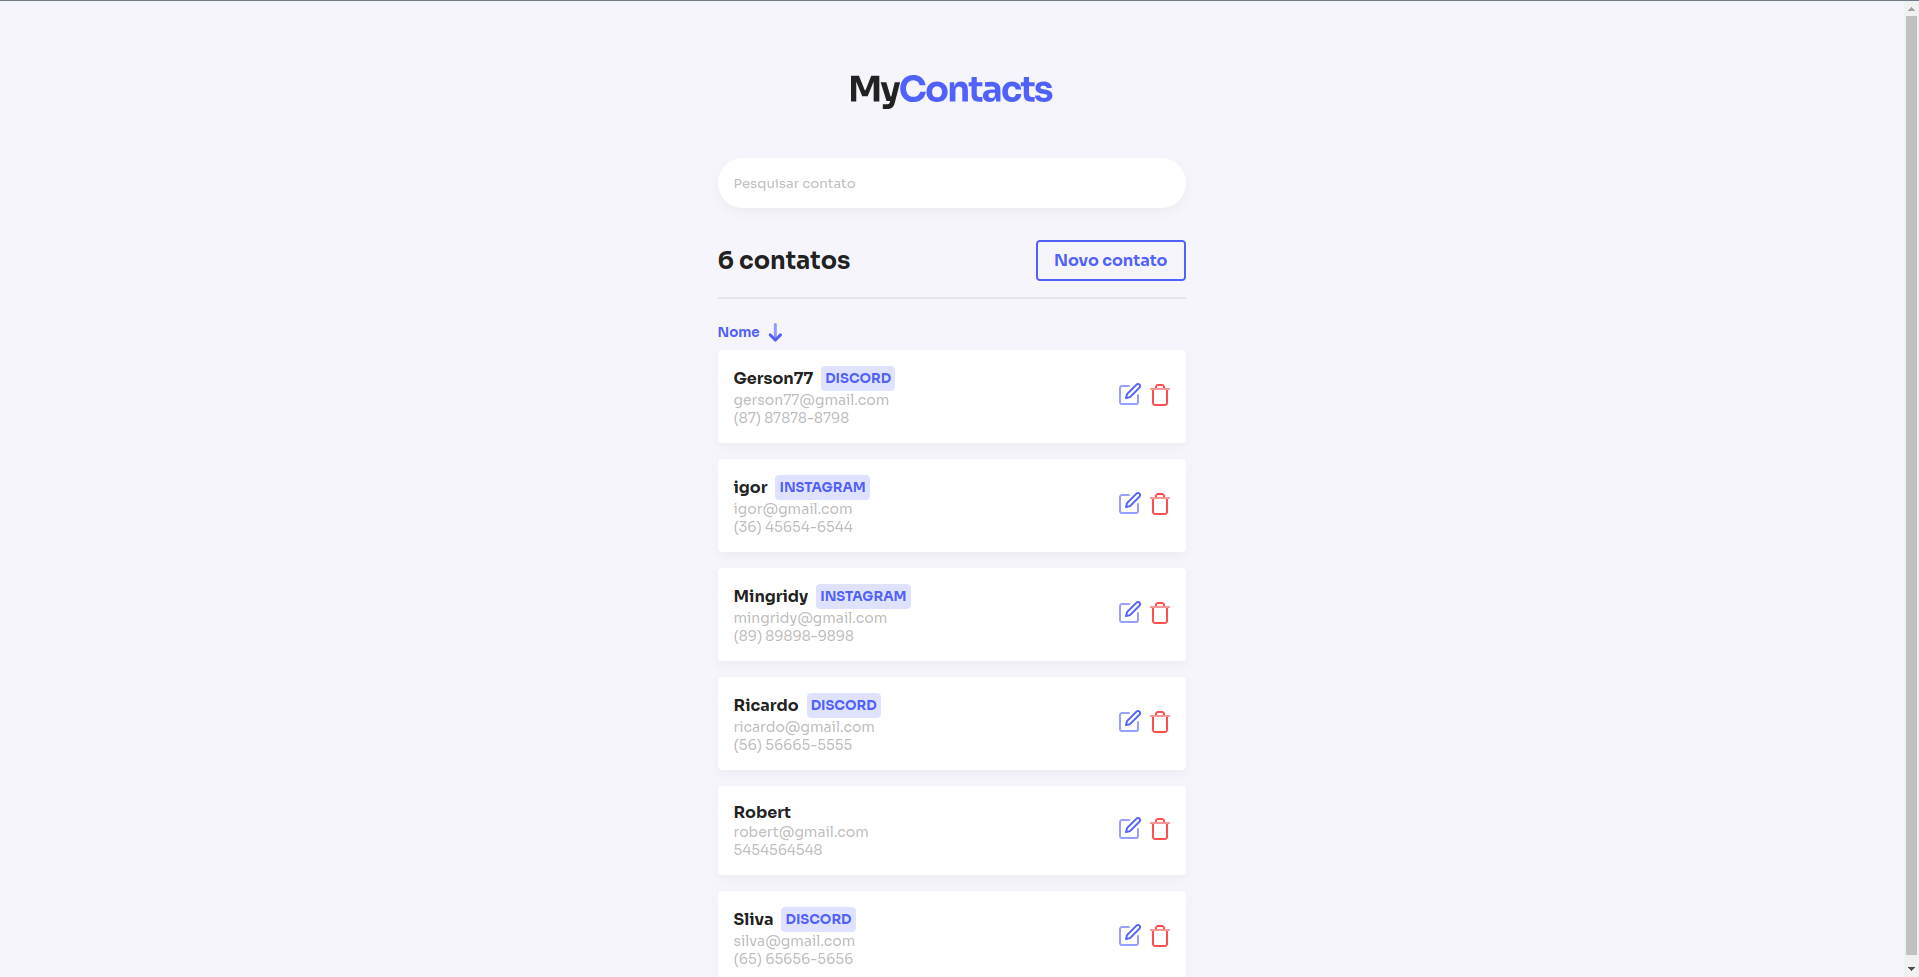 MyContacts
Pesquisar contato
6 contatos
Novo contato
Nome
Gerson77 DISCORD
gerson77@gmail.com
(87) 87878-8798
igor INSTAGRAM
igor@gmail.com
(36) 45654-6544
Mingridy INSTAGRAM
mingridy@gmail.com
(89) 89898-9898
Ricardo DISCORD
ricardo@gmail.com
(56) 56665-5555
Robert
robert@gmail.com
5454564548
Sliva DISCORD
silva@gmail.com
(65) 65656-5656